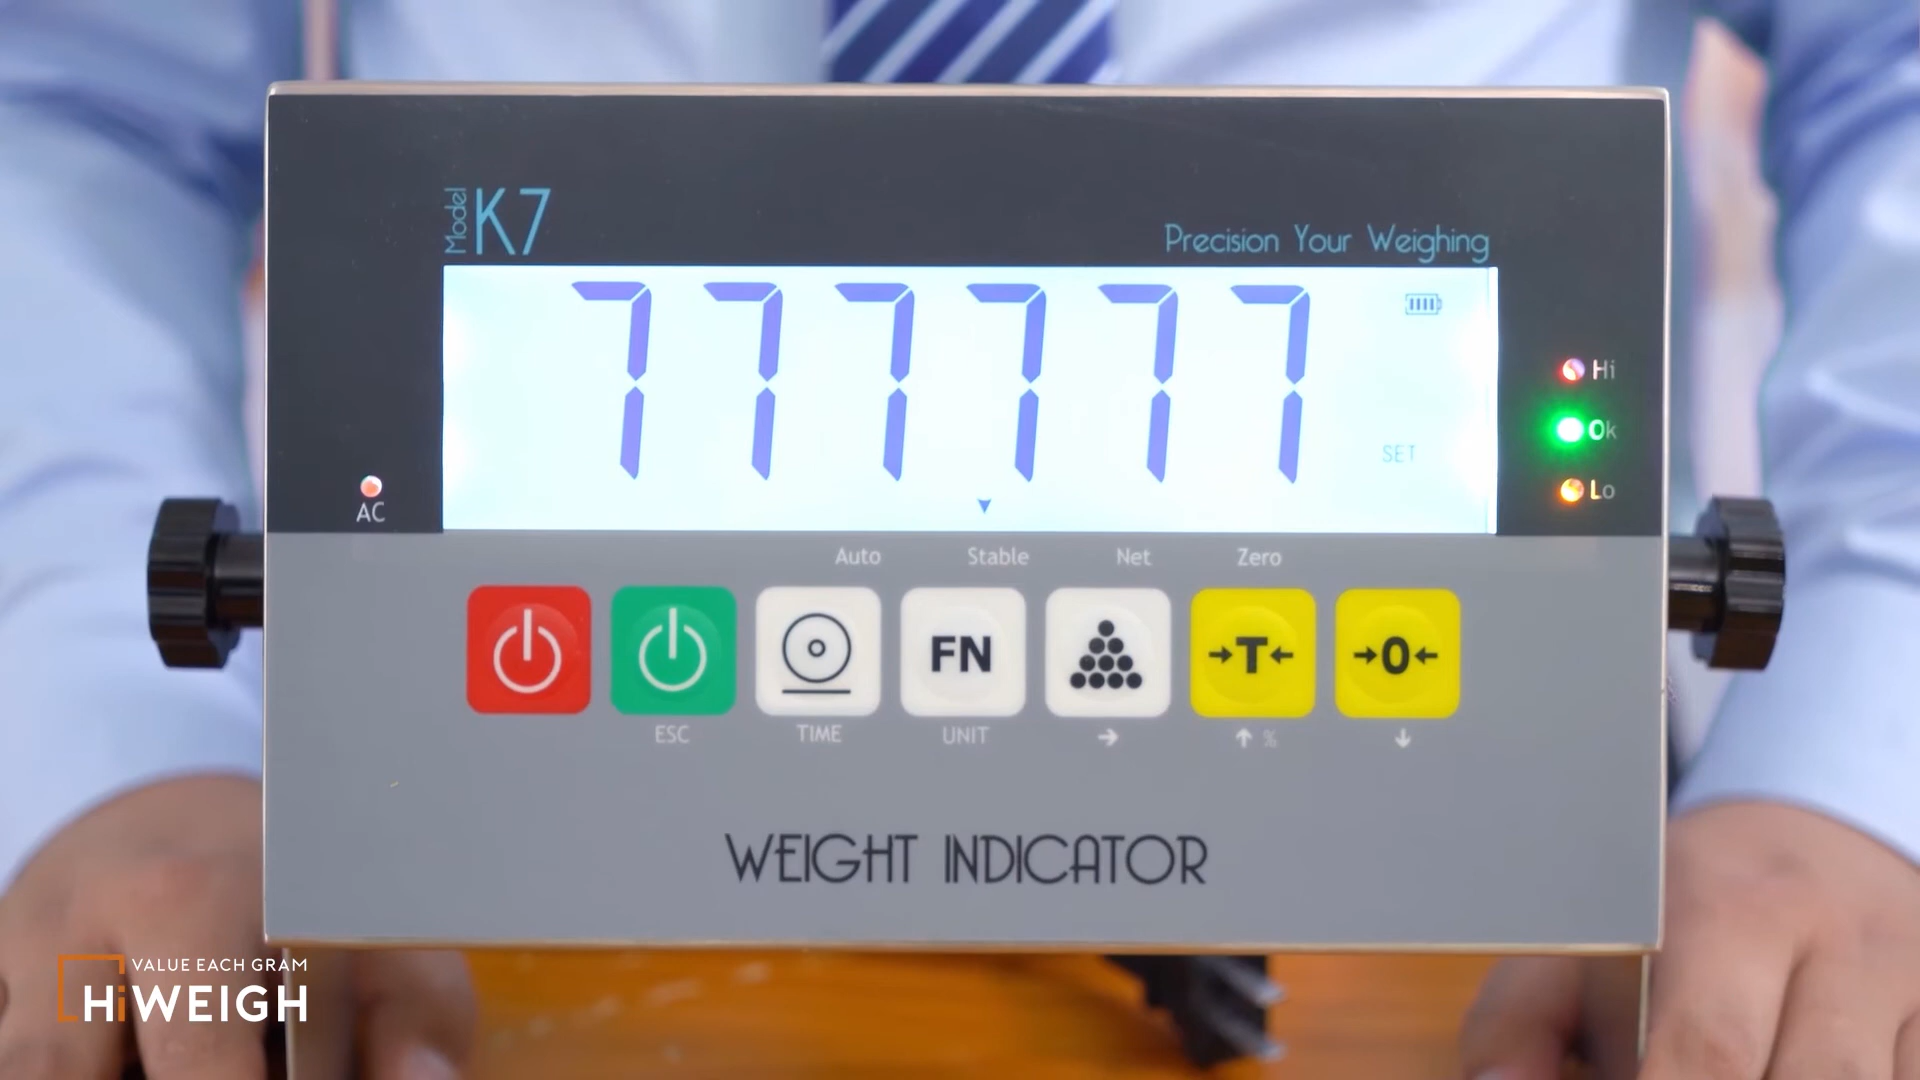 Model K7
Precision Your Weighing
777777
SET
Hi
Ok
Lo
AC
Auto Stable Net Zero
FN →T← →0←
ESC TIME UNIT → ↑ % ↓
WEIGHT INDICATOR
VALUE EACH GRAM
HiWEIGH